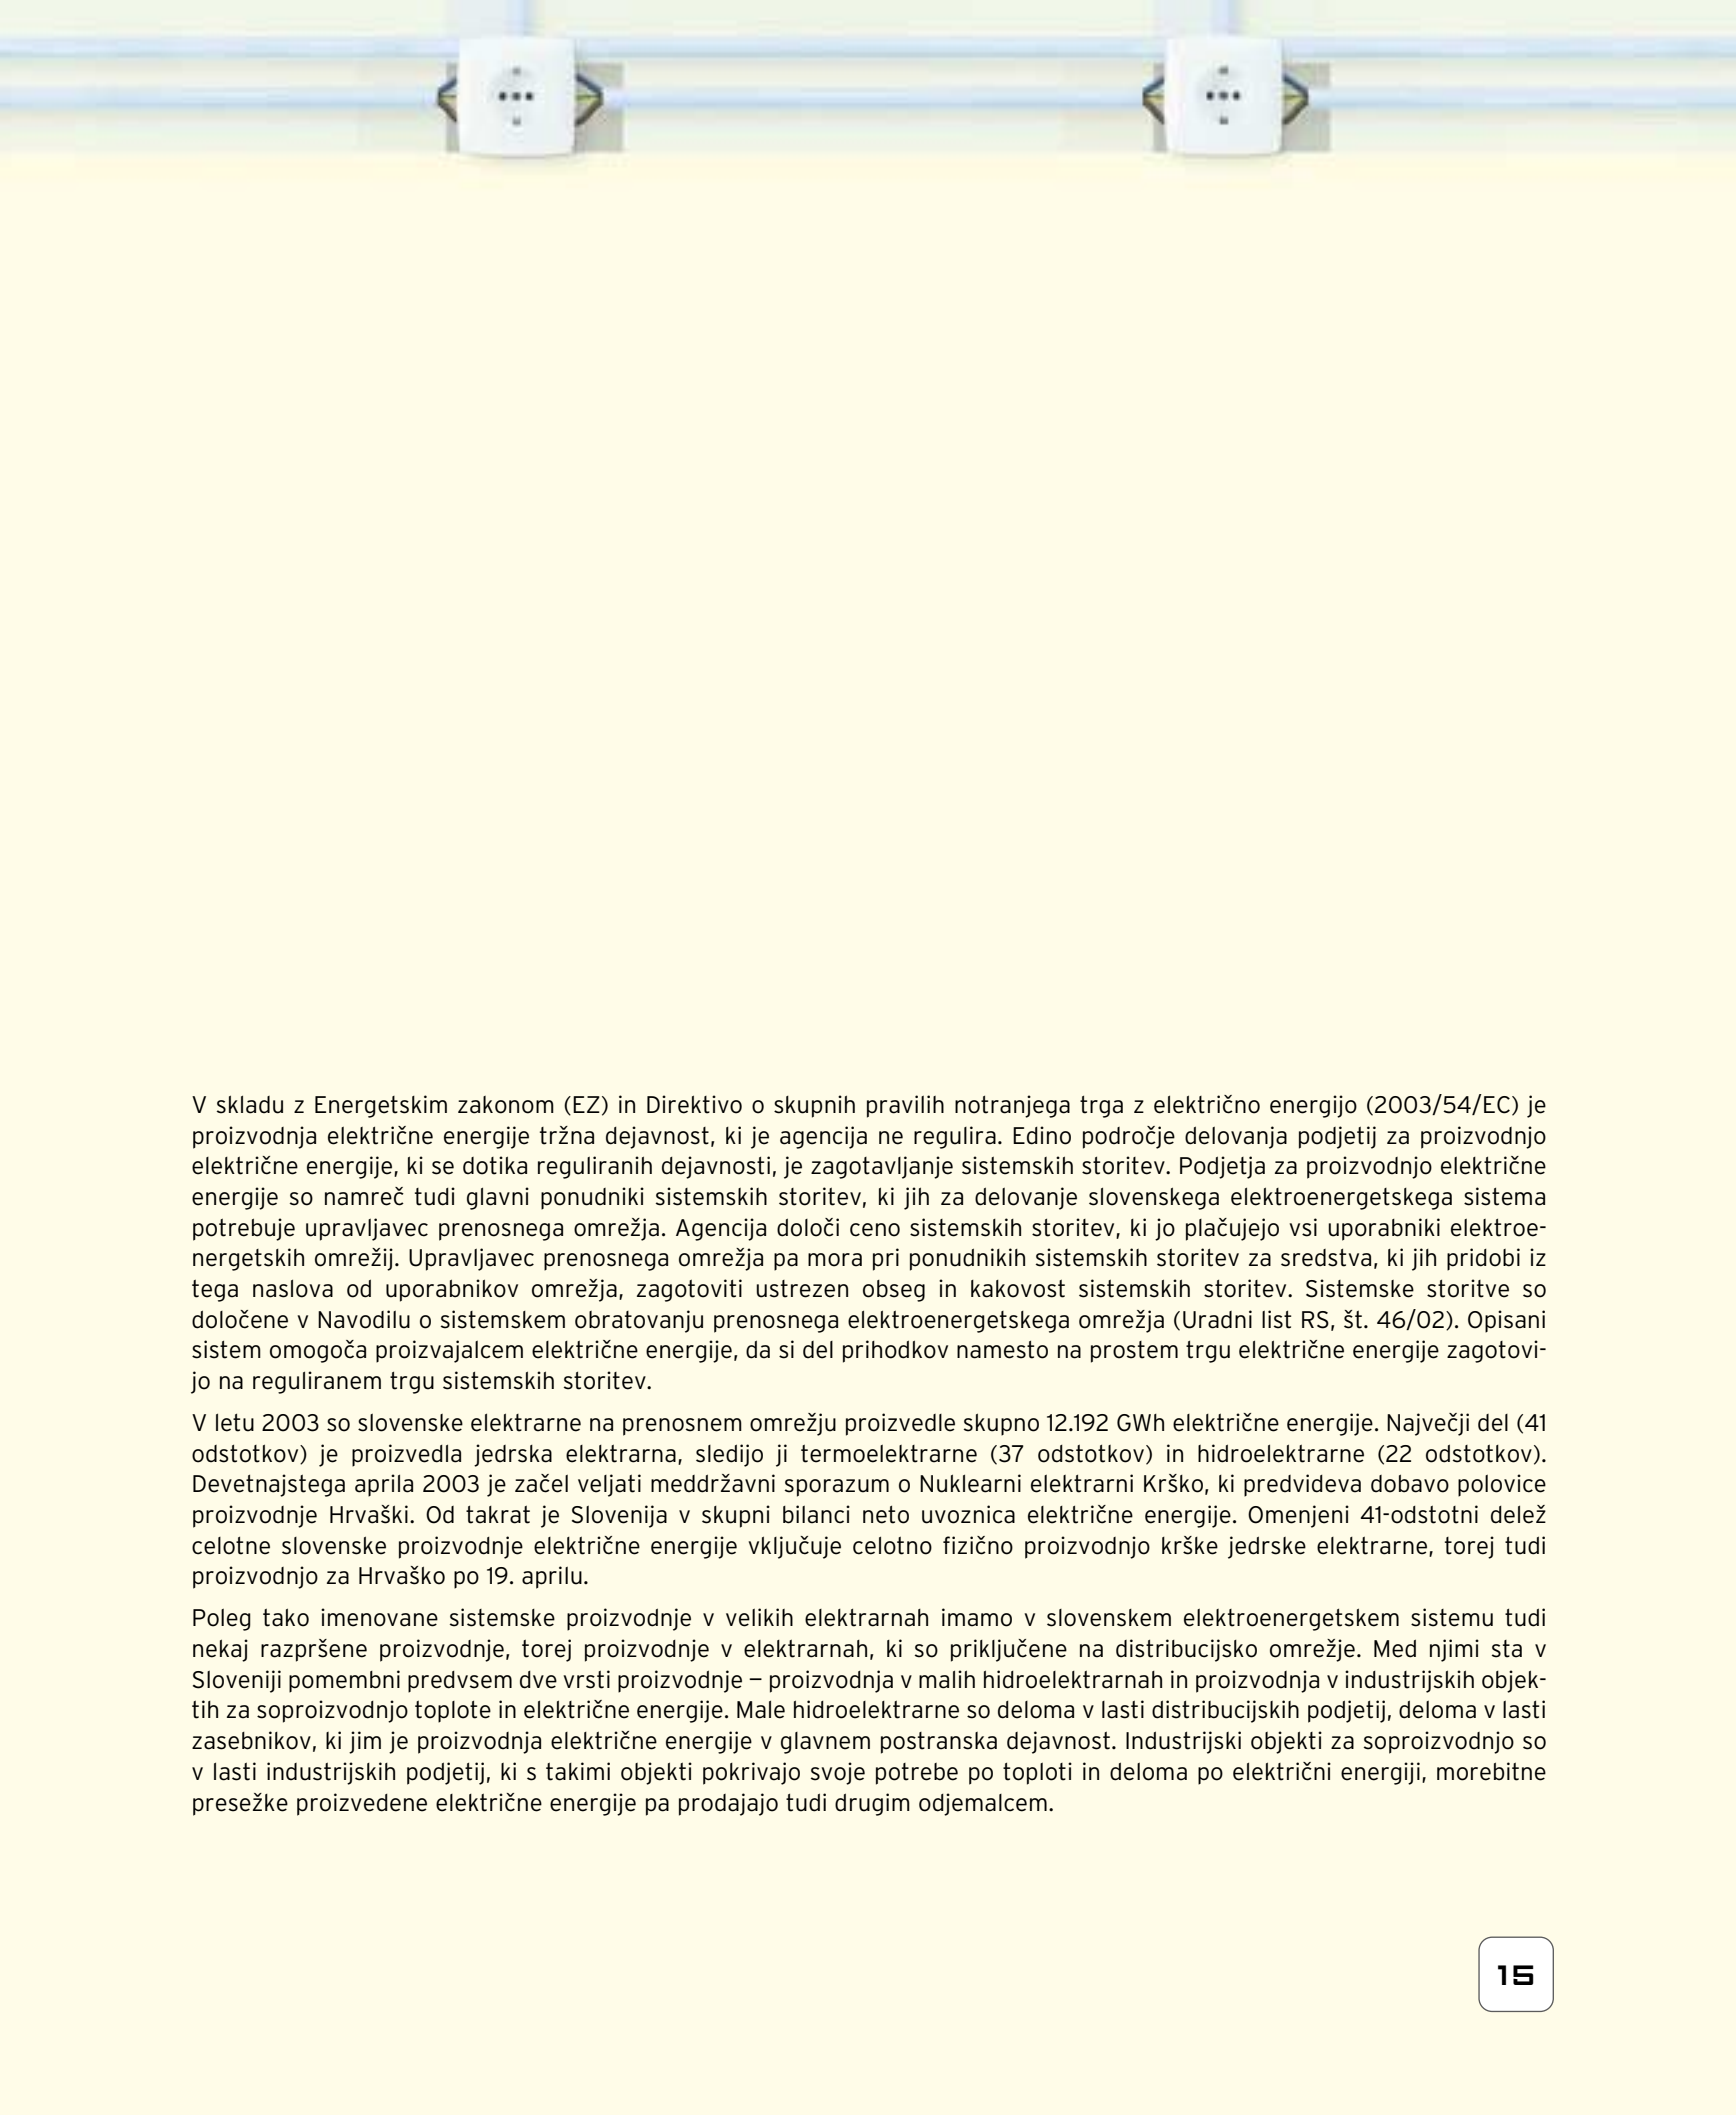 V skladu z Energetskim zakonom (EZ) in Direktivo o skupnih pravilih notranjega trga z električno energijo (2003/54/EC) je
proizvodnja električne energije tržna dejavnost, ki je agencija ne regulira. Edino področje delovanja podjetij za proizvodnjo
električne energije, ki se dotika reguliranih dejavnosti, je zagotavljanje sistemskih storitev. Podjetja za proizvodnjo električne
energije so namreč tudi glavni ponudniki sistemskih storitev, ki jih za delovanje slovenskega elektroenergetskega sistema
potrebuje upravljavec prenosnega omrežja. Agencija določi ceno sistemskih storitev, ki jo plačujejo vsi uporabniki elektroe-
nergetskih omrežij. Upravljavec prenosnega omrežja pa mora pri ponudnikih sistemskih storitev za sredstva, ki jih pridobi iz
tega naslova od uporabnikov omrežja, zagotoviti ustrezen obseg in kakovost sistemskih storitev. Sistemske storitve so
določene v Navodilu o sistemskem obratovanju prenosnega elektroenergetskega omrežja (Uradni list RS, št. 46/02). Opisani
sistem omogoča proizvajalcem električne energije, da si del prihodkov namesto na prostem trgu električne energije zagotovi-
jo na reguliranem trgu sistemskih storitev.
V letu 2003 so slovenske elektrarne na prenosnem omrežju proizvedle skupno 12.192 GWh električne energije. Največji del (41
odstotkov) je proizvedla jedrska elektrarna, sledijo ji termoelektrarne (37 odstotkov) in hidroelektrarne (22 odstotkov).
Devetnajstega aprila 2003 je začel veljati meddržavni sporazum o Nuklearni elektrarni Krško, ki predvideva dobavo polovice
proizvodnje Hrvaški. Od takrat je Slovenija v skupni bilanci neto uvoznica električne energije. Omenjeni 41-odstotni delež
celotne slovenske proizvodnje električne energije vključuje celotno fizično proizvodnjo krške jedrske elektrarne, torej tudi
proizvodnjo za Hrvaško po 19. aprilu.
Poleg tako imenovane sistemske proizvodnje v velikih elektrarnah imamo v slovenskem elektroenergetskem sistemu tudi
nekaj razpršene proizvodnje, torej proizvodnje v elektrarnah, ki so priključene na distribucijsko omrežje. Med njimi sta v
Sloveniji pomembni predvsem dve vrsti proizvodnje – proizvodnja v malih hidroelektrarnah in proizvodnja v industrijskih objek-
tih za soproizvodnjo toplote in električne energije. Male hidroelektrarne so deloma v lasti distribucijskih podjetij, deloma v lasti
zasebnikov, ki jim je proizvodnja električne energije v glavnem postranska dejavnost. Industrijski objekti za soproizvodnjo so
v lasti industrijskih podjetij, ki s takimi objekti pokrivajo svoje potrebe po toploti in deloma po električni energiji, morebitne
presežke proizvedene električne energije pa prodajajo tudi drugim odjemalcem.
15